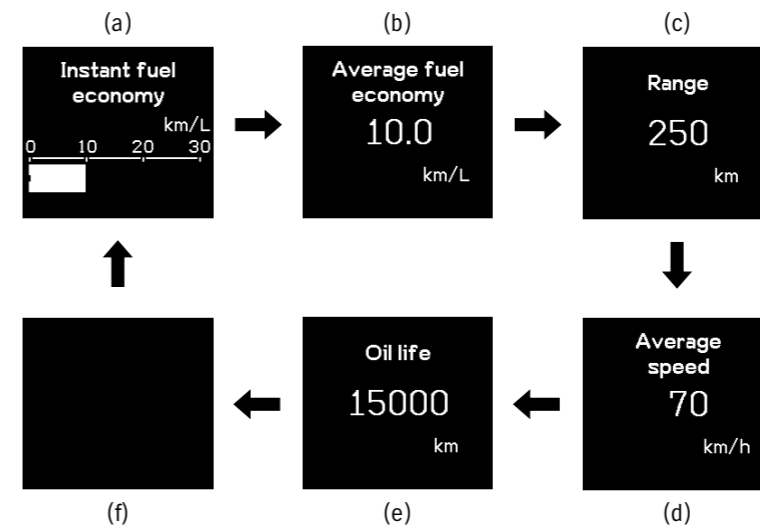 (a)
(b)
(c)
Instant fuel
economy
km/L
0 10 20 30
Average fuel
economy
10.0
km/L
Range
250
km
Oil life
15000
km
Average
speed
70
km/h
(f)
(e)
(d)